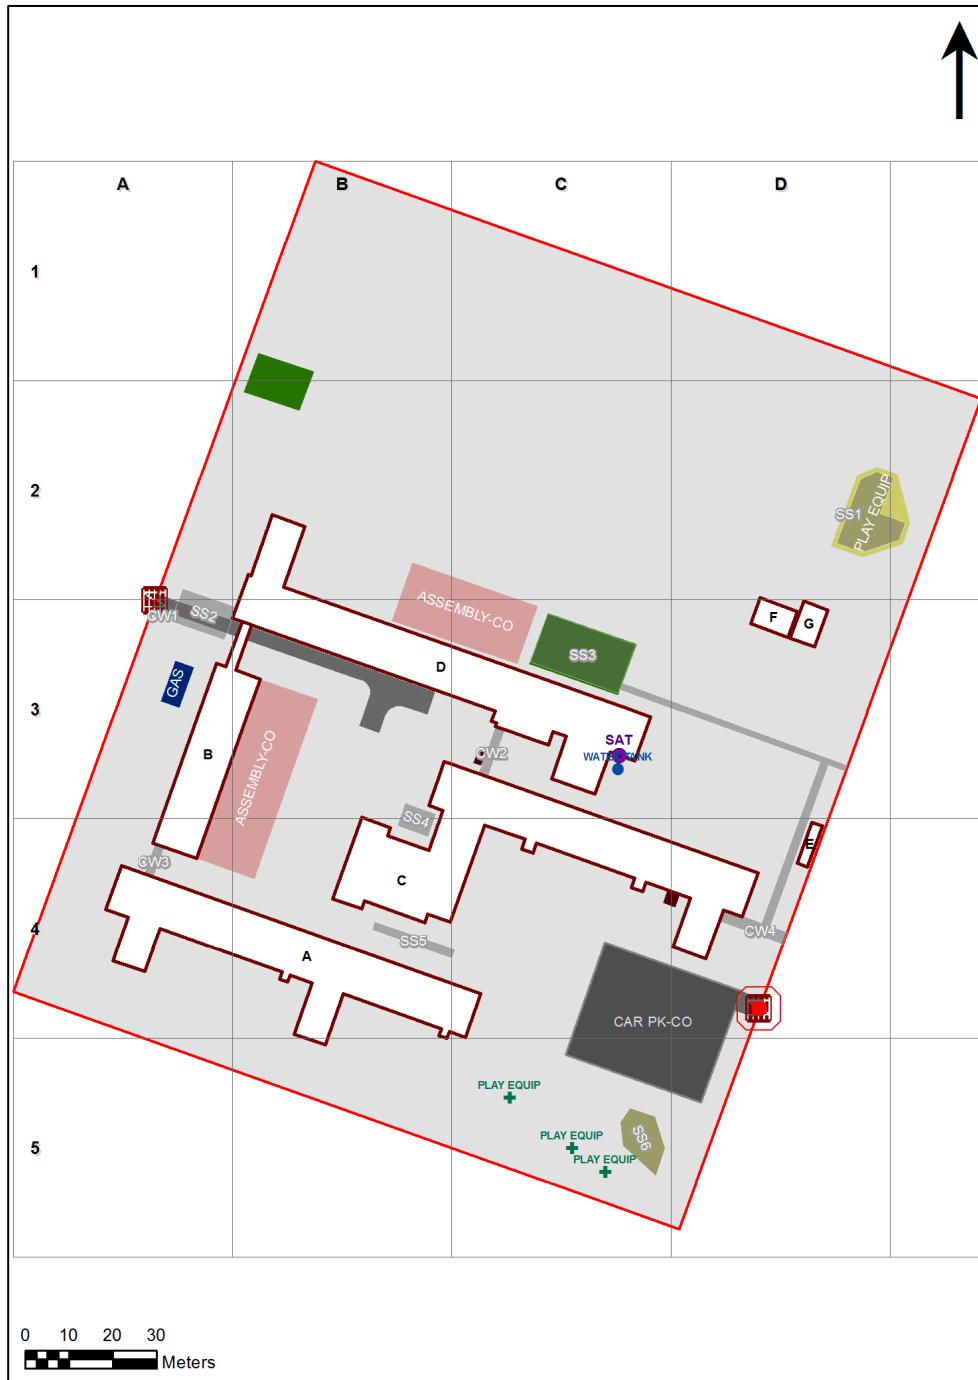 A
B
C
D
1
2
PLAY EQUIP
SS1
ASSEMBLY-CO
CW1
SS2
F
G
SS3
D
GAS
3
SAT
WATER TANK
CW2
B
ASSEMBLY-CO
SS4
E
CW3
C
4
CW4
SS5
A
CAR PK-CO
PLAY EQUIP
PLAY EQUIP
SS6
5
PLAY EQUIP
0 10 20 30
Meters